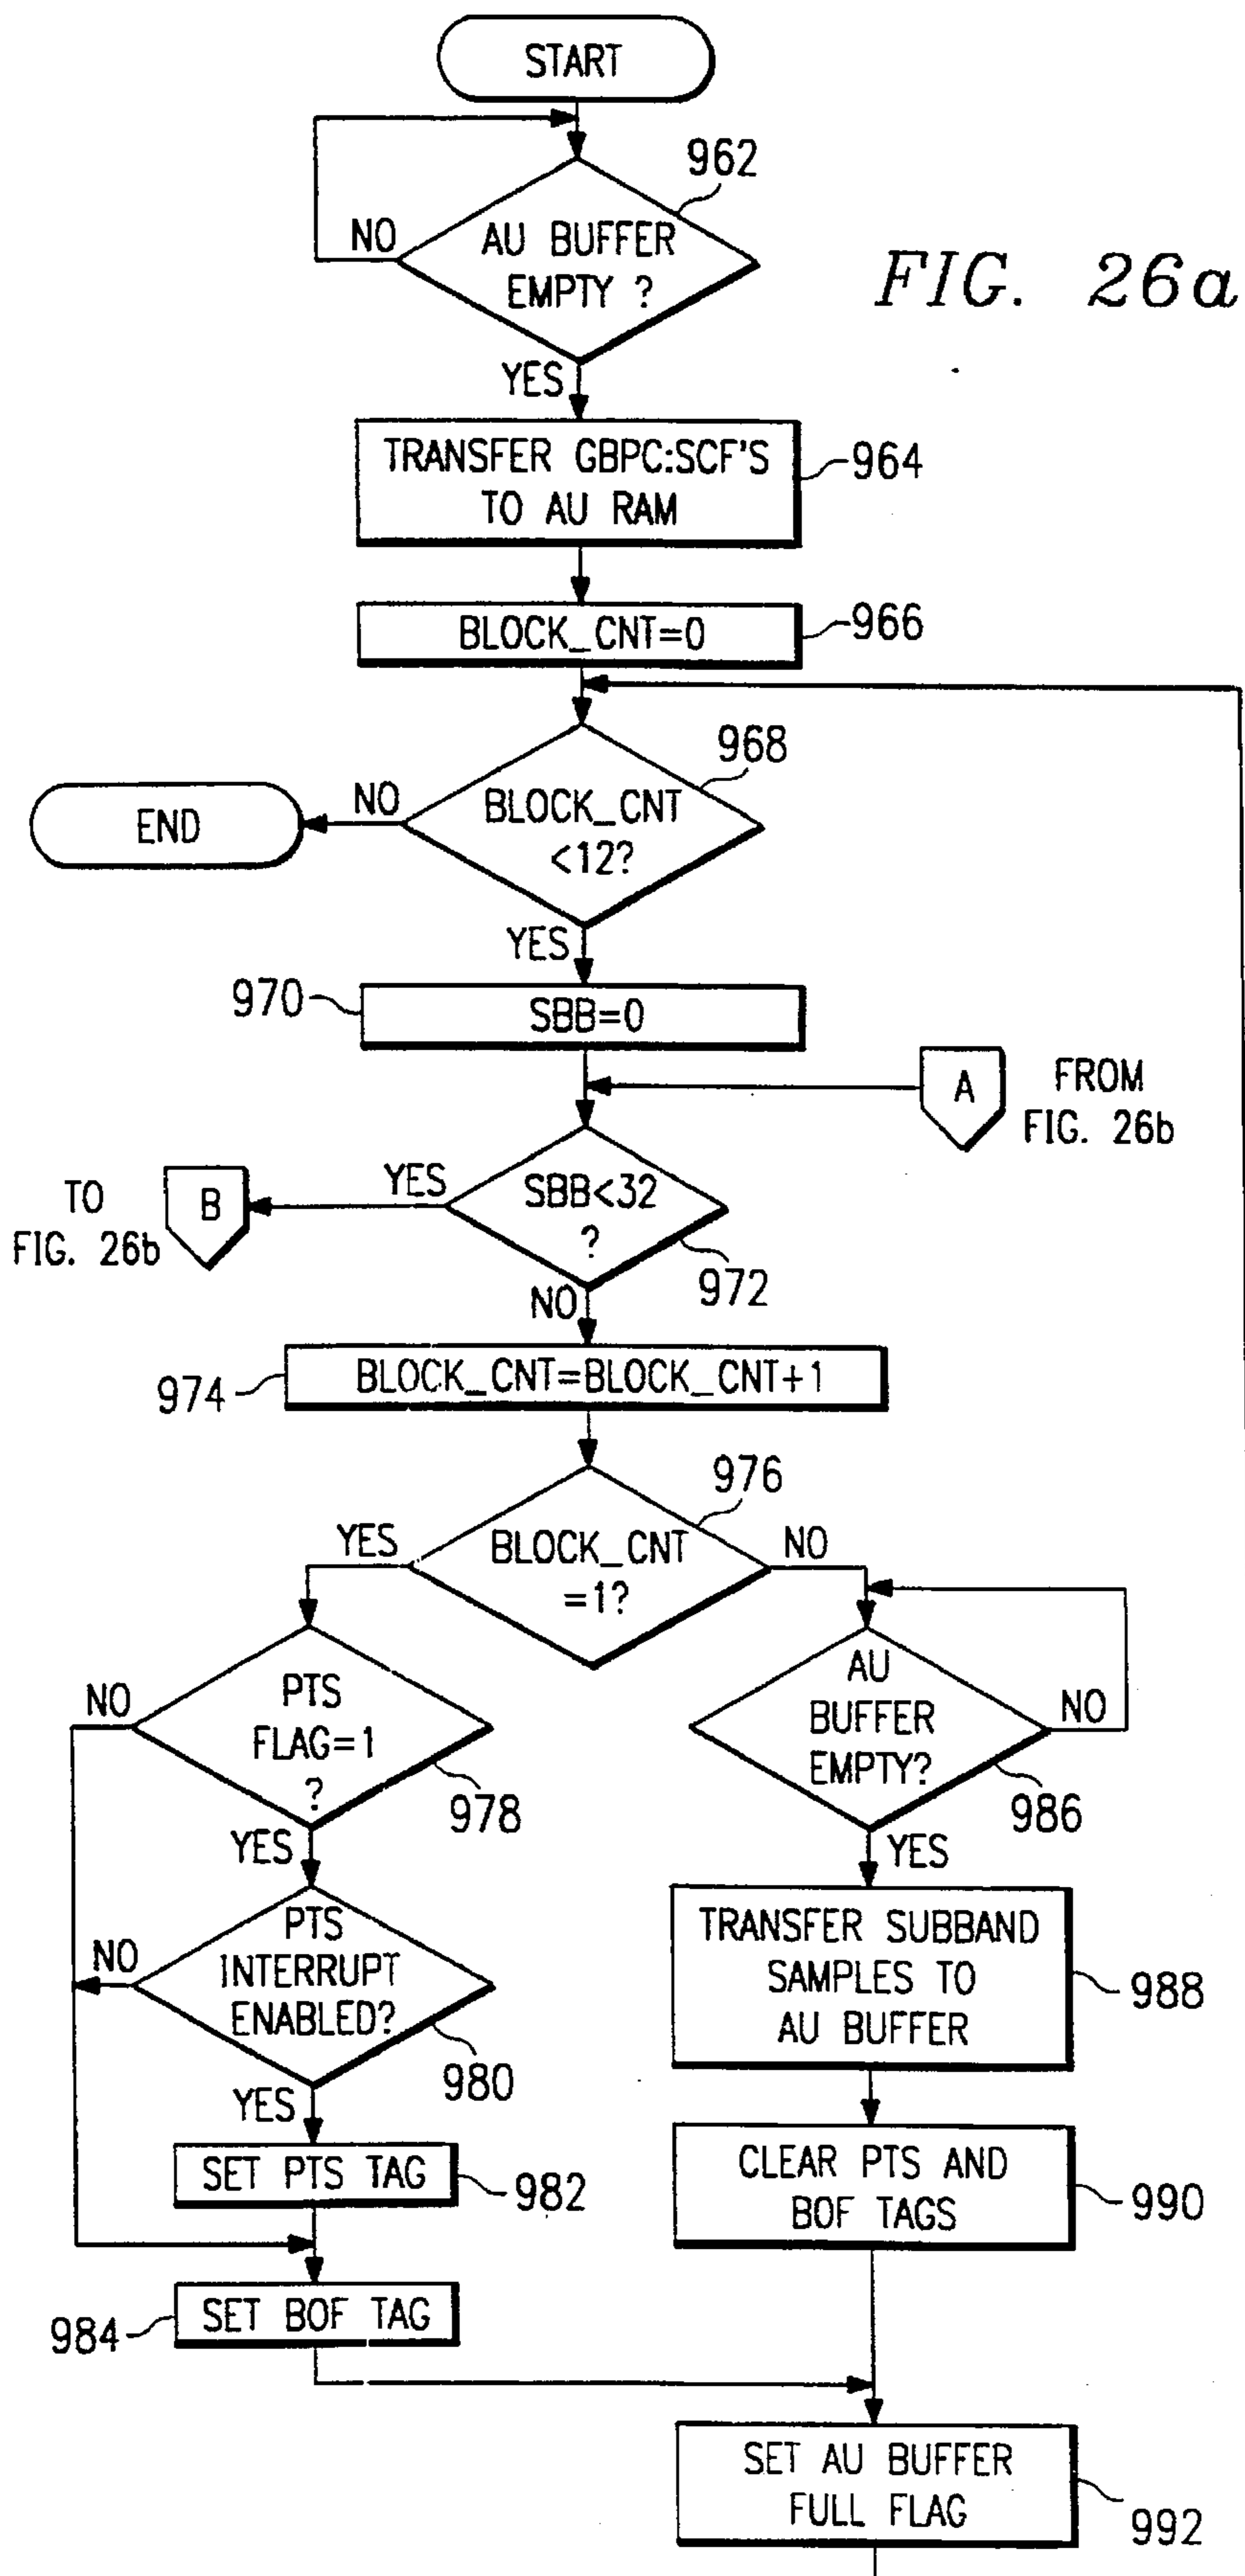 START
962
NO
AU BUFFER
EMPTY ?
FIG. 26a
YES
TRANSFER GBPC:SCF'S
TO AU RAM
964
BLOCK_CNT=0
966
968
END
NO
BLOCK_CNT
<12?
YES
970
SBB=0
A
FROM
FIG. 26b
TO
FIG. 26b
B
YES
SBB<32
?
972
NO
974
BLOCK_CNT=BLOCK_CNT+1
976
YES
BLOCK_CNT
=1?
NO
NO
PTS
FLAG=1
?
978
AU
BUFFER
EMPTY?
NO
986
YES
YES
NO
PTS
INTERRUPT
ENABLED?
980
TRANSFER SUBBAND
SAMPLES TO
AU BUFFER
988
YES
SET PTS TAG
982
CLEAR PTS AND
BOF TAGS
990
984
SET BOF TAG
SET AU BUFFER
FULL FLAG
992